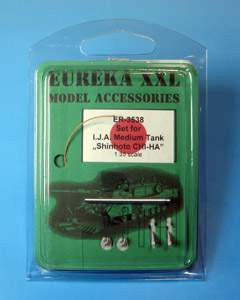 EUREKA XXL
MODEL ACCESSORIES
ER-3538
Set for
I.J.A. Medium Tank
„Shinhoto CHI-HA"
1:35 scale